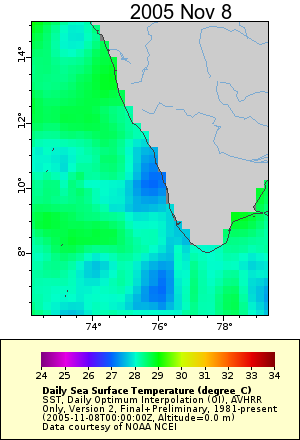 2005 Nov 8
14°
12°
10°
8°
74° 76° 78°
24 25 26 27 28 29 30 31 32 33 34
Daily Sea Surface Temperature (degree_C)
SST, Daily Optimum Interpolation (OI), AVHRR
Only, Version 2, Final+Preliminary, 1981-present
(2005-11-08T00:00:00Z, Altitude=0.0 m)
Data courtesy of NOAA NCEI